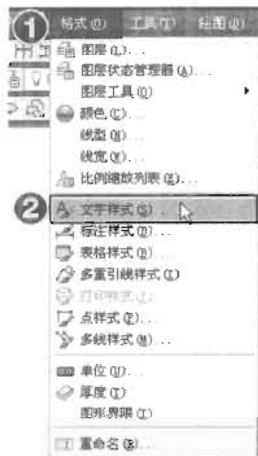 1 格式(O) 工具(T) 绘图(D)
图层(L)...
图层状态管理器(A)...
图层工具(O)
颜色(C)...
线型(N)...
线宽(W)...
比例缩放列表(E)...
2 文字样式(S)...
标注样式(D)...
表格样式(B)...
多重引线样式(I)
打印样式(Y)...
点样式(P)...
多线样式(M)...
单位(U)...
厚度(T)
图形界限(I)
重命名(R)...